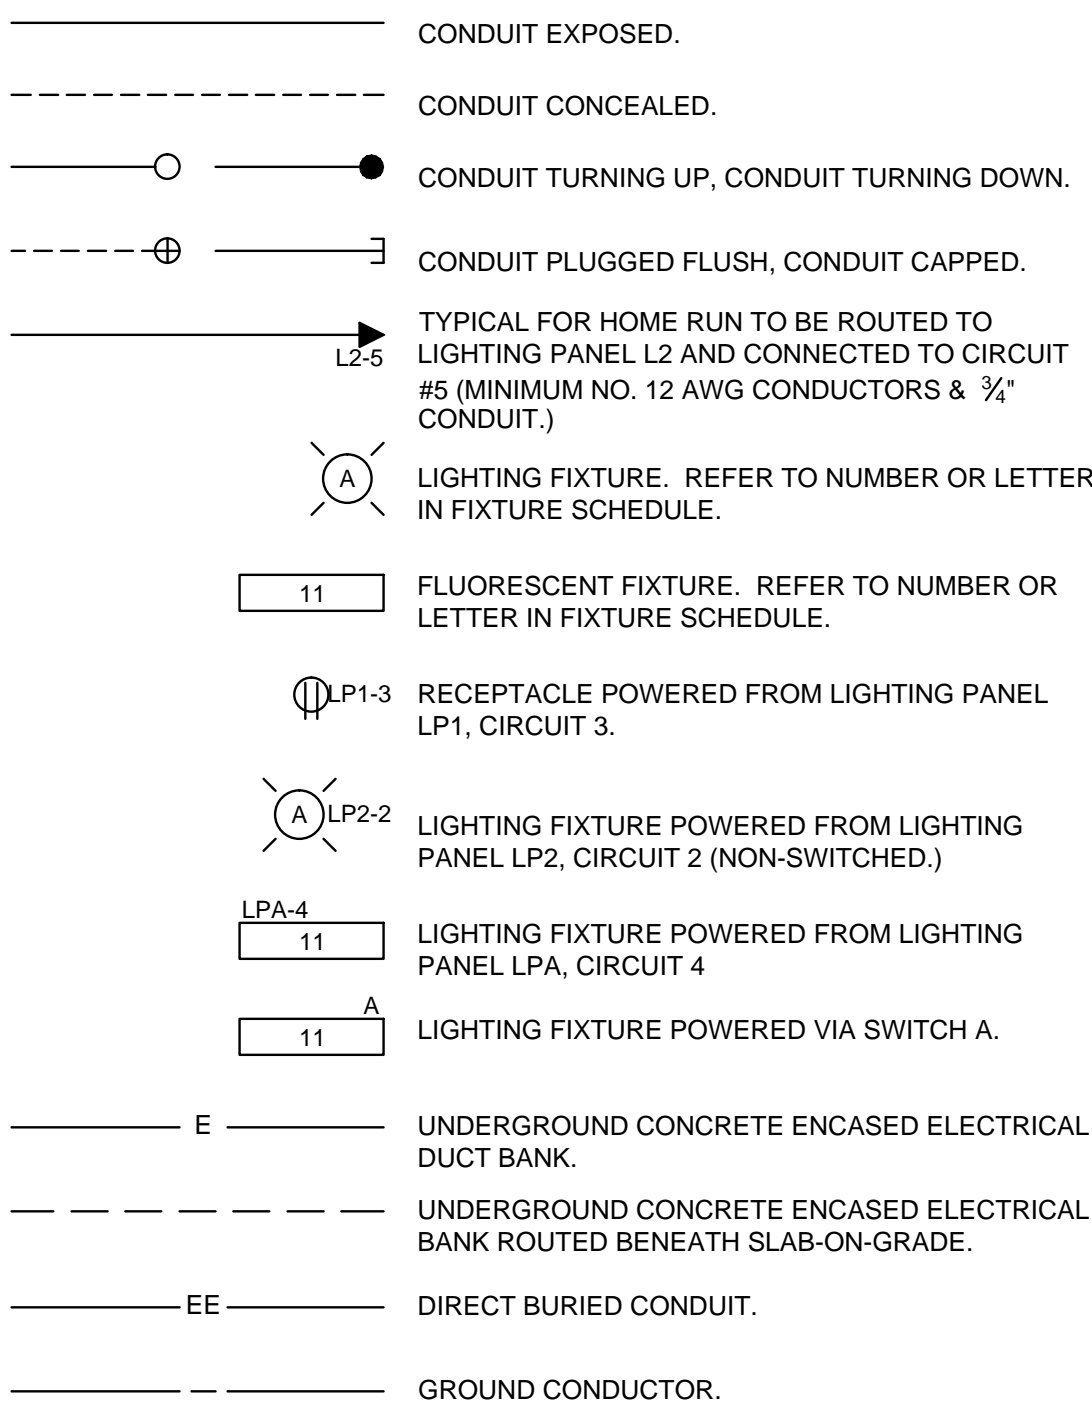 CONDUIT EXPOSED.
CONDUIT CONCEALED.
CONDUIT TURNING UP, CONDUIT TURNING DOWN.
CONDUIT PLUGGED FLUSH, CONDUIT CAPPED.
L2-5
TYPICAL FOR HOME RUN TO BE ROUTED TO
LIGHTING PANEL L2 AND CONNECTED TO CIRCUIT
#5 (MINIMUM NO. 12 AWG CONDUCTORS & ¾"
CONDUIT.)
A
LIGHTING FIXTURE. REFER TO NUMBER OR LETTER
IN FIXTURE SCHEDULE.
11
FLUORESCENT FIXTURE. REFER TO NUMBER OR
LETTER IN FIXTURE SCHEDULE.
LP1-3
RECEPTACLE POWERED FROM LIGHTING PANEL
LP1, CIRCUIT 3.
A LP2-2
LIGHTING FIXTURE POWERED FROM LIGHTING
PANEL LP2, CIRCUIT 2 (NON-SWITCHED.)
LPA-4
11
LIGHTING FIXTURE POWERED FROM LIGHTING
PANEL LPA, CIRCUIT 4
A
11
LIGHTING FIXTURE POWERED VIA SWITCH A.
E
UNDERGROUND CONCRETE ENCASED ELECTRICAL
DUCT BANK.
UNDERGROUND CONCRETE ENCASED ELECTRICAL
BANK ROUTED BENEATH SLAB-ON-GRADE.
EE
DIRECT BURIED CONDUIT.
GROUND CONDUCTOR.